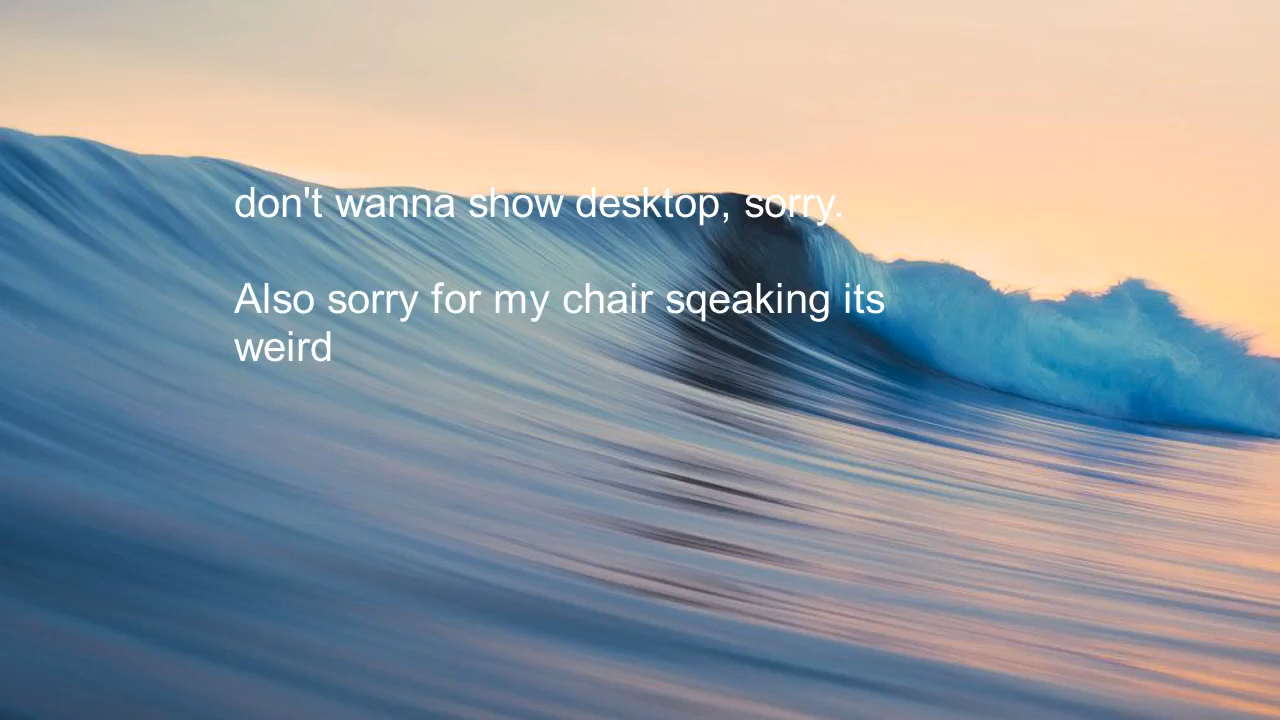 don't wanna show desktop, sorry.
Also sorry for my chair sqeaking its
weird